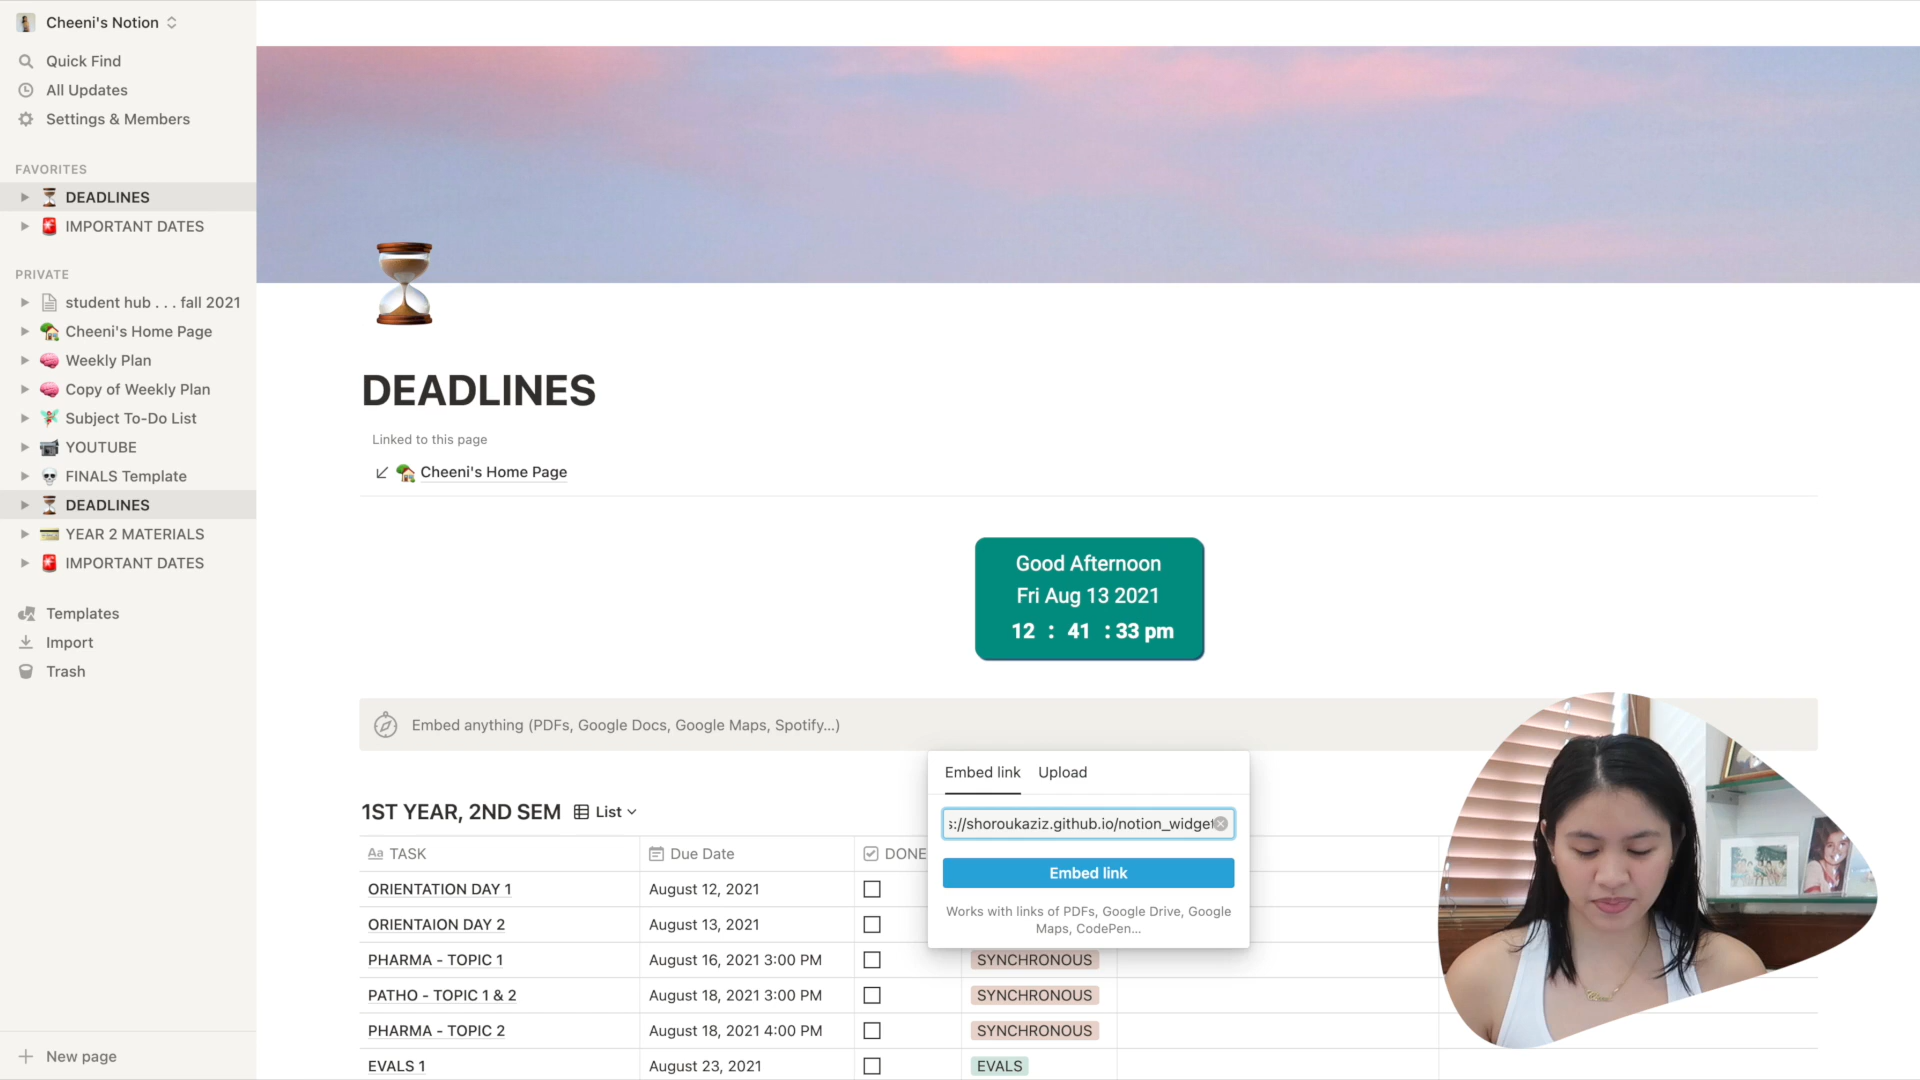 Cheeni's Notion
Quick Find
All Updates
Settings & Members
FAVORITES
DEADLINES
IMPORTANT DATES
PRIVATE
student hub . . . fall 2021
Cheeni's Home Page
Weekly Plan
Copy of Weekly Plan
Subject To-Do List
YOUTUBE
FINALS Template
DEADLINES
YEAR 2 MATERIALS
IMPORTANT DATES
Templates
Import
Trash
New page
DEADLINES
Linked to this page
Cheeni's Home Page
Good Afternoon
Fri Aug 13 2021
12 : 41 : 33 pm
Embed anything (PDFs, Google Docs, Google Maps, Spotify...)
Embed link Upload
s://shoroukaziz.github.io/notion_widget
Embed link
Works with links of PDFs, Google Drive, Google
Maps, CodePen...
1ST YEAR, 2ND SEM List
Aa TASK Due Date DONE
ORIENTATION DAY 1 August 12, 2021
ORIENTAION DAY 2 August 13, 2021
PHARMA - TOPIC 1 August 16, 2021 3:00 PM SYNCHRONOUS
PATHO - TOPIC 1 & 2 August 18, 2021 3:00 PM SYNCHRONOUS
PHARMA - TOPIC 2 August 18, 2021 4:00 PM SYNCHRONOUS
EVALS 1 August 23, 2021 EVALS